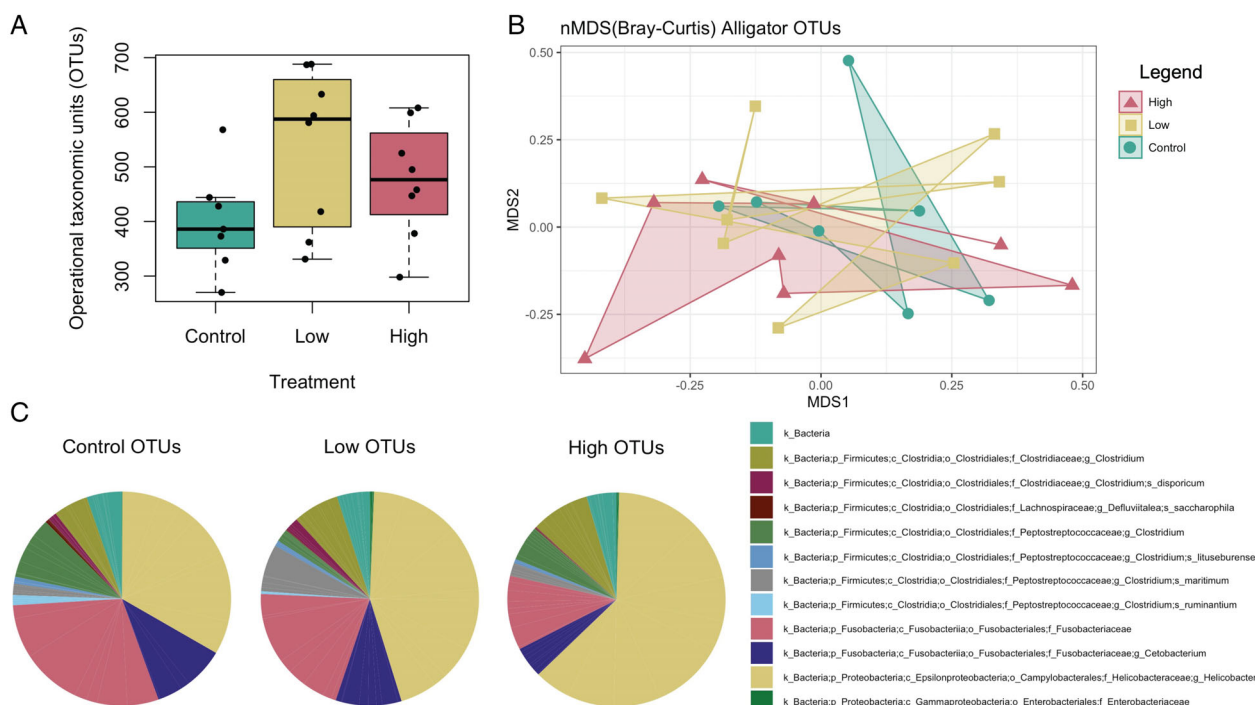 A
Operational taxonomic units (OTUs)
700
600
500
400
300
Control
Low
High
Treatment
B
nMDS(Bray-Curtis) Alligator OTUs
MDS2
0.50
0.25
0.00
-0.25
-0.25
0.00
0.25
0.50
MDS1
Legend
High
Low
Control
C
Control OTUs
Low OTUs
High OTUs
k_Bacteria
k_Bacteria;p_Firmicutes;c_Clostridia;o_Clostridiales;f_Clostridiaceae;g_Clostridium
k_Bacteria;p_Firmicutes;c_Clostridia;o_Clostridiales;f_Clostridiaceae;g_Clostridium;s_disporicum
k_Bacteria;p_Firmicutes;c_Clostridia;o_Clostridiales;f_Lachnospiraceae;g_Defluviitalea;s_saccharophila
k_Bacteria;p_Firmicutes;c_Clostridia;o_Clostridiales;f_Peptostreptococcaceae;g_Clostridium
k_Bacteria;p_Firmicutes;c_Clostridia;o_Clostridiales;f_Peptostreptococcaceae;g_Clostridium;s_lituseburense
k_Bacteria;p_Firmicutes;c_Clostridia;o_Clostridiales;f_Peptostreptococcaceae;g_Clostridium;s_maritimum
k_Bacteria;p_Firmicutes;c_Clostridia;o_Clostridiales;f_Peptostreptococcaceae;g_Clostridium;s_ruminantium
k_Bacteria;p_Fusobacteria;c_Fusobacteriia;o_Fusobacteriales;f_Fusobacteriaceae
k_Bacteria;p_Fusobacteria;c_Fusobacteriia;o_Fusobacteriales;f_Fusobacteriaceae;g_Cetobacterium
k_Bacteria;p_Proteobacteria;c_Epsilonproteobacteria;o_Campylobacterales;f_Helicobacteraceae;g_Helicobacter
k_Bacteria;p_Proteobacteria;c_Gammaproteobacteria;o_Enterobacteriales;f_Enterobacteriaceae